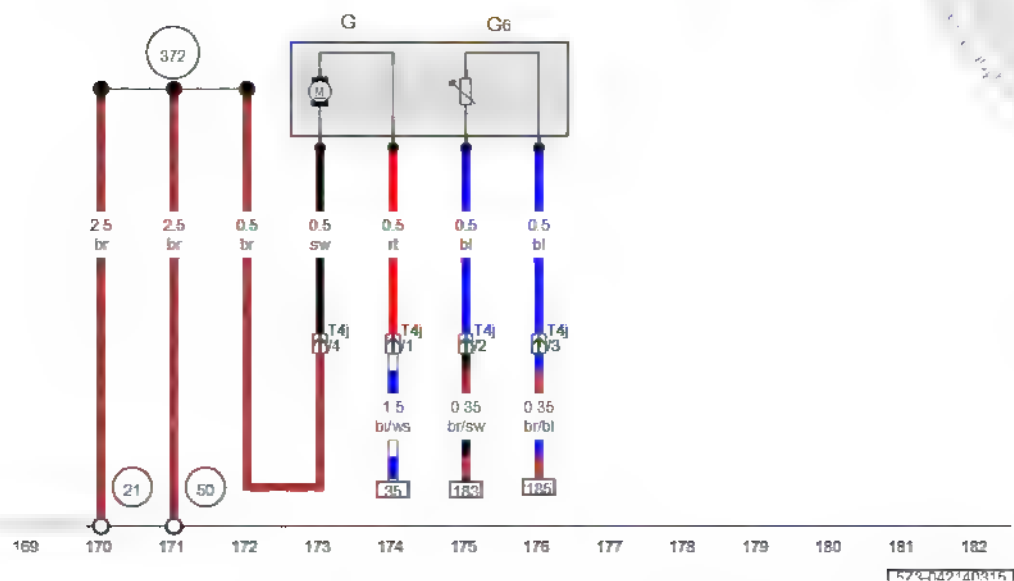 G G6
372
M
2.5 2.5 0.5 0.5 0.5 0.5 0.5
br br br sw rt bl bl
T4j T4j T4j T4j
/4 /1 /2 /3
1.5 0.35 0.35
bl/ws br/sw br/bl
21 50 35 183 185
169 170 171 172 173 174 175 176 177 178 179 180 181 182
573-042140315